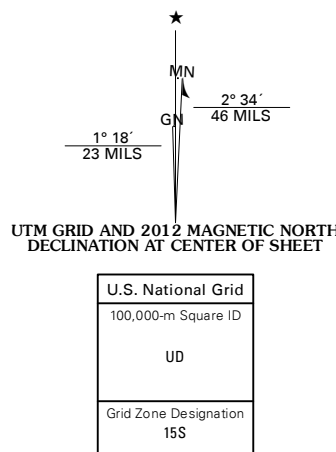 MN
2° 34´
46 MILS
GN
1° 18´
23 MILS
UTM GRID AND 2012 MAGNETIC NORTH
DECLINATION AT CENTER OF SHEET
U.S. National Grid
100,000-m Square ID
UD
Grid Zone Designation
15S